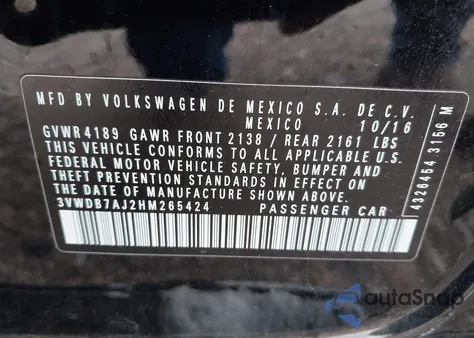 MFD BY VOLKSWAGEN DE MEXICO S.A. DE C.V.
MEXICO 10/16
GVWR 4189 GAWR FRONT 2138 / REAR 2161 LBS
THIS VEHICLE CONFORMS TO ALL APPLICABLE U.S.
FEDERAL MOTOR VEHICLE SAFETY, BUMPER, AND
THEFT PREVENTION STANDARDS IN EFFECT ON
THE DATE OF MANUFACTURE SHOWN ABOVE.
3VWDB7AJ2HM265424 PASSENGER CAR
4326454 3156 M
autoSnap